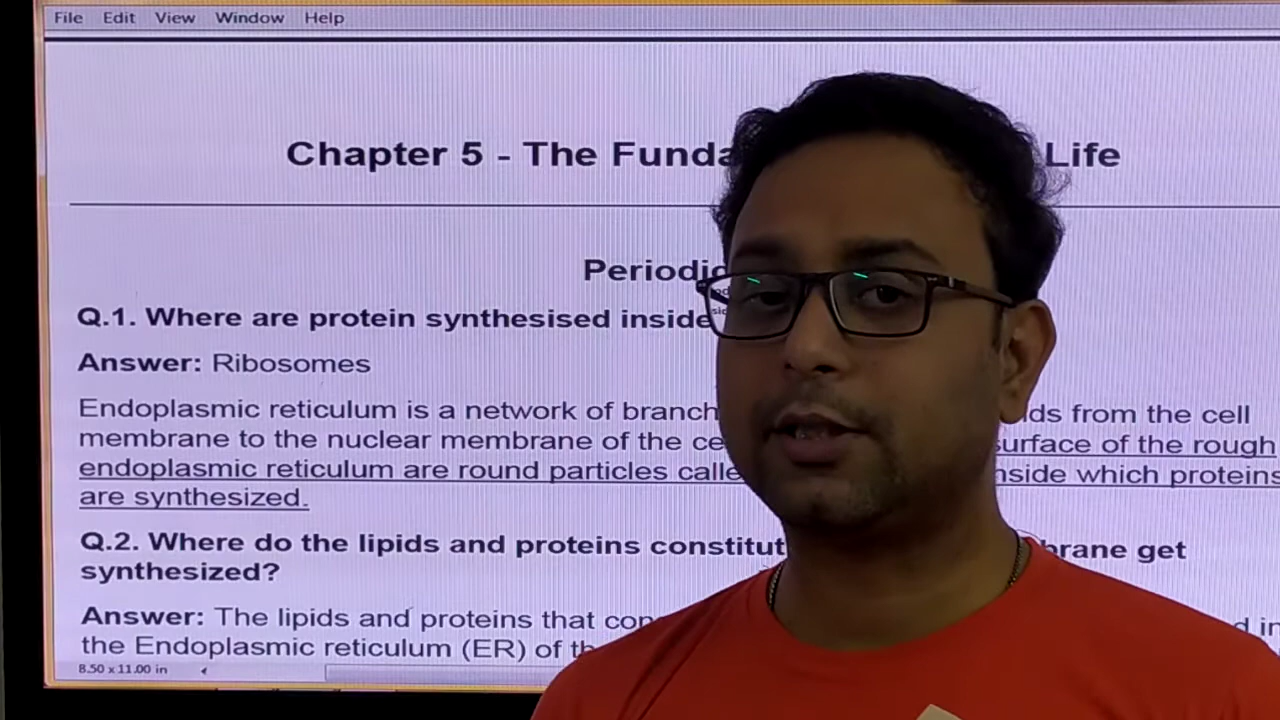 File Edit View Window Help
Chapter 5 - The Funda Life
Periodic
Q.1. Where are protein synthesised inside
Answer: Ribosomes
Endoplasmic reticulum is a network of branch ds from the cell
membrane to the nuclear membrane of the ce surface of the rough
endoplasmic reticulum are round particles calle nside which proteins
are synthesized.
Q.2. Where do the lipids and proteins constitut brane get
synthesized?
Answer: The lipids and proteins that con d in
the Endoplasmic reticulum (ER) of th
8.50 x 11.00 in